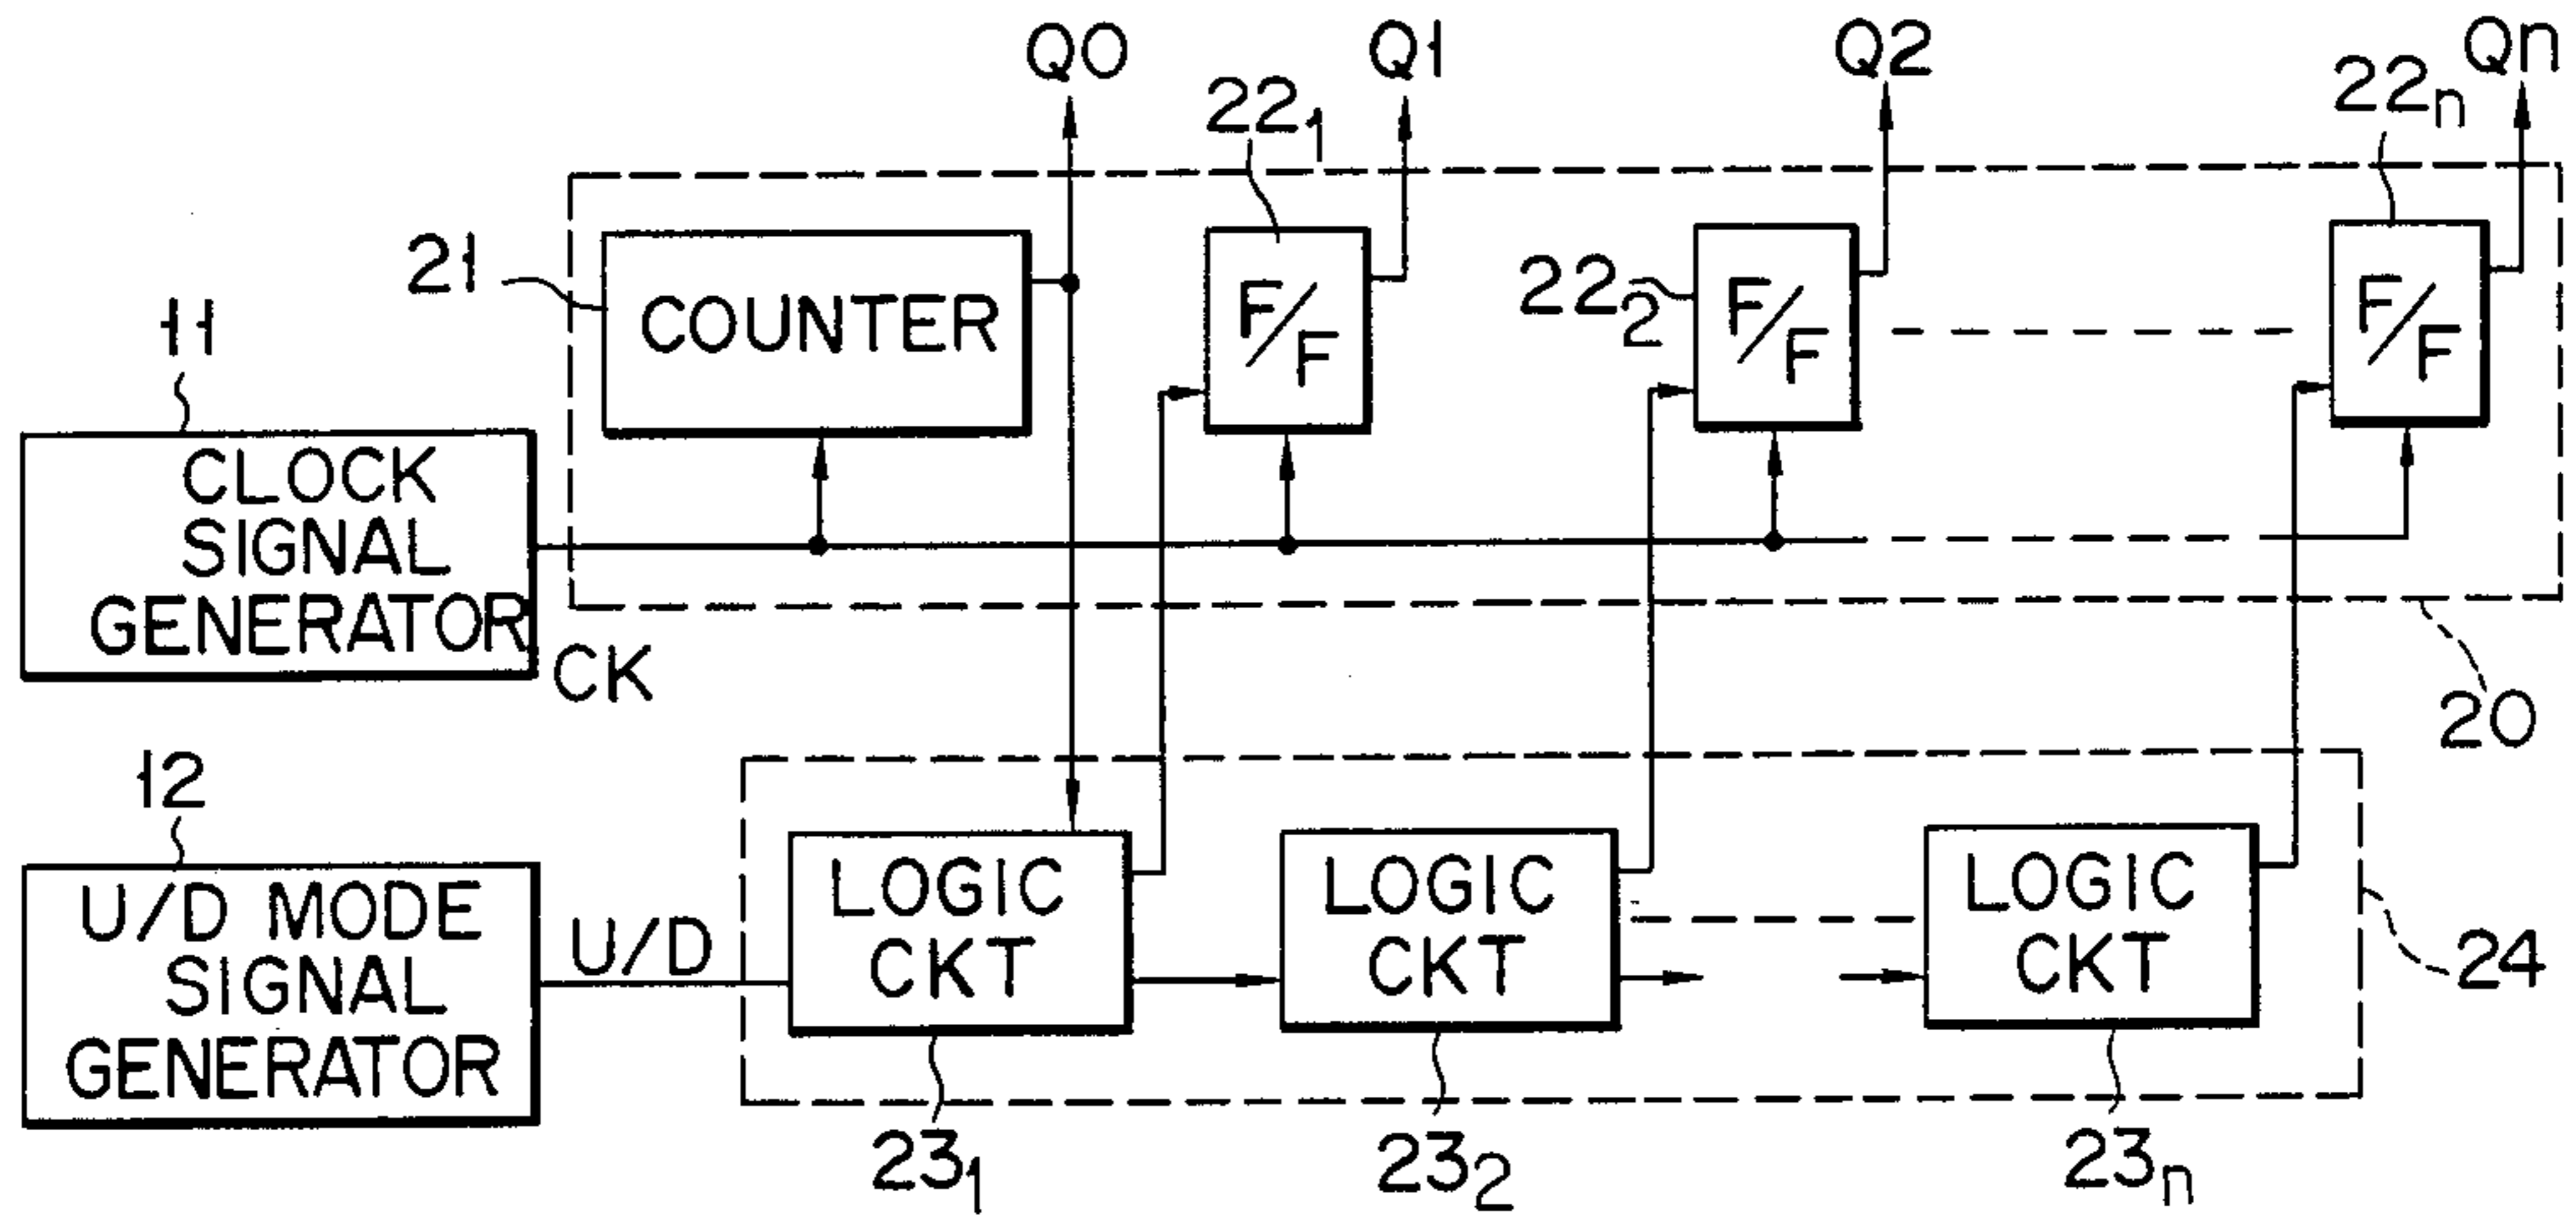 Q0 Q1 Q2 Qn
22₁ 22n
21 COUNTER F/F 22₂ F/F F/F
11
CLOCK
SIGNAL
GENERATOR
CK
20
12
U/D MODE
SIGNAL
GENERATOR
U/D
LOGIC
CKT
LOGIC
CKT
LOGIC
CKT
24
23₁ 23₂ 23n